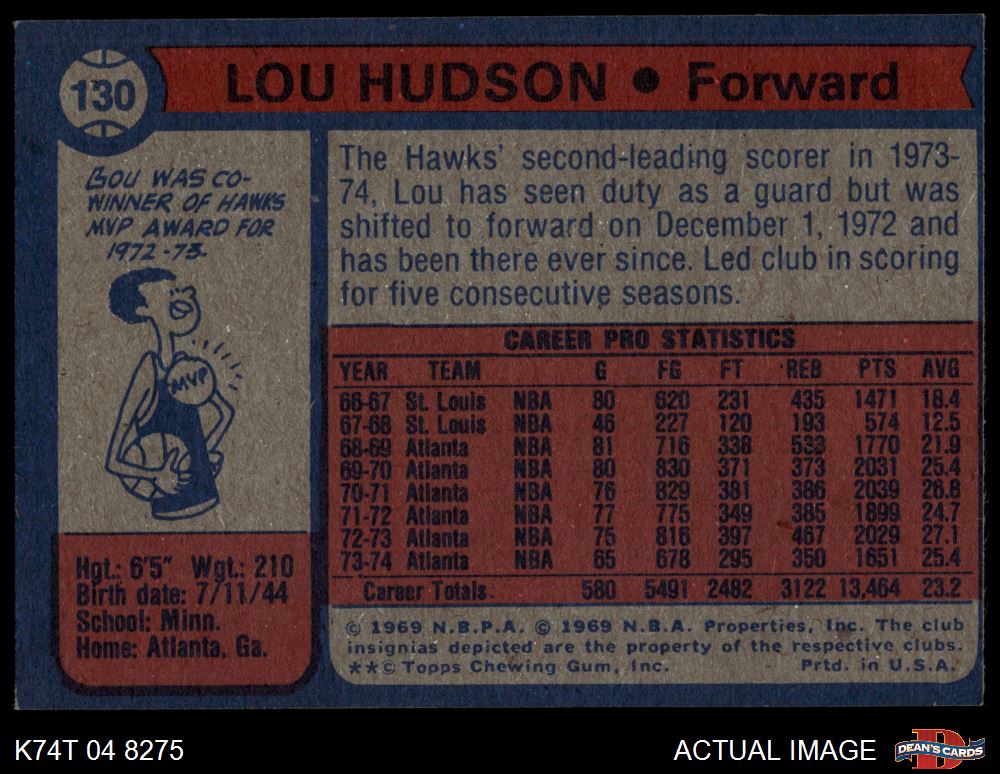 130
LOU HUDSON • Forward
LOU WAS CO-
WINNER OF HAWKS
MVP AWARD FOR
1972-73.
MVP
Hgt.: 6'5" Wgt.: 210
Birth date: 7/11/44
School: Minn.
Home: Atlanta, Ga.
The Hawks' second-leading scorer in 1973-
74, Lou has seen duty as a guard but was
shifted to forward on December 1, 1972 and
has been there ever since. Led club in scoring
for five consecutive seasons.
CAREER PRO STATISTICS
YEAR TEAM G FG FT REB PTS AVG
66-67 St. Louis NBA 80 620 231 435 1471 18.4
67-68 St. Louis NBA 46 227 120 193 574 12.5
68-69 Atlanta NBA 81 716 338 533 1770 21.9
69-70 Atlanta NBA 80 830 371 373 2031 25.4
70-71 Atlanta NBA 76 829 381 386 2039 26.8
71-72 Atlanta NBA 77 775 349 385 1899 24.7
72-73 Atlanta NBA 75 816 397 467 2029 27.1
73-74 Atlanta NBA 65 678 295 350 1651 25.4
Career Totals 580 5491 2482 3122 13,464 23.2
© 1969 N.B.P.A. © 1969 N.B.A. Properties, Inc. The club
insignias depicted are the property of the respective clubs.
**© Topps Chewing Gum, Inc. Prtd. in U.S.A.
K74T 04 8275
ACTUAL IMAGE
D
DEAN'S CARDS